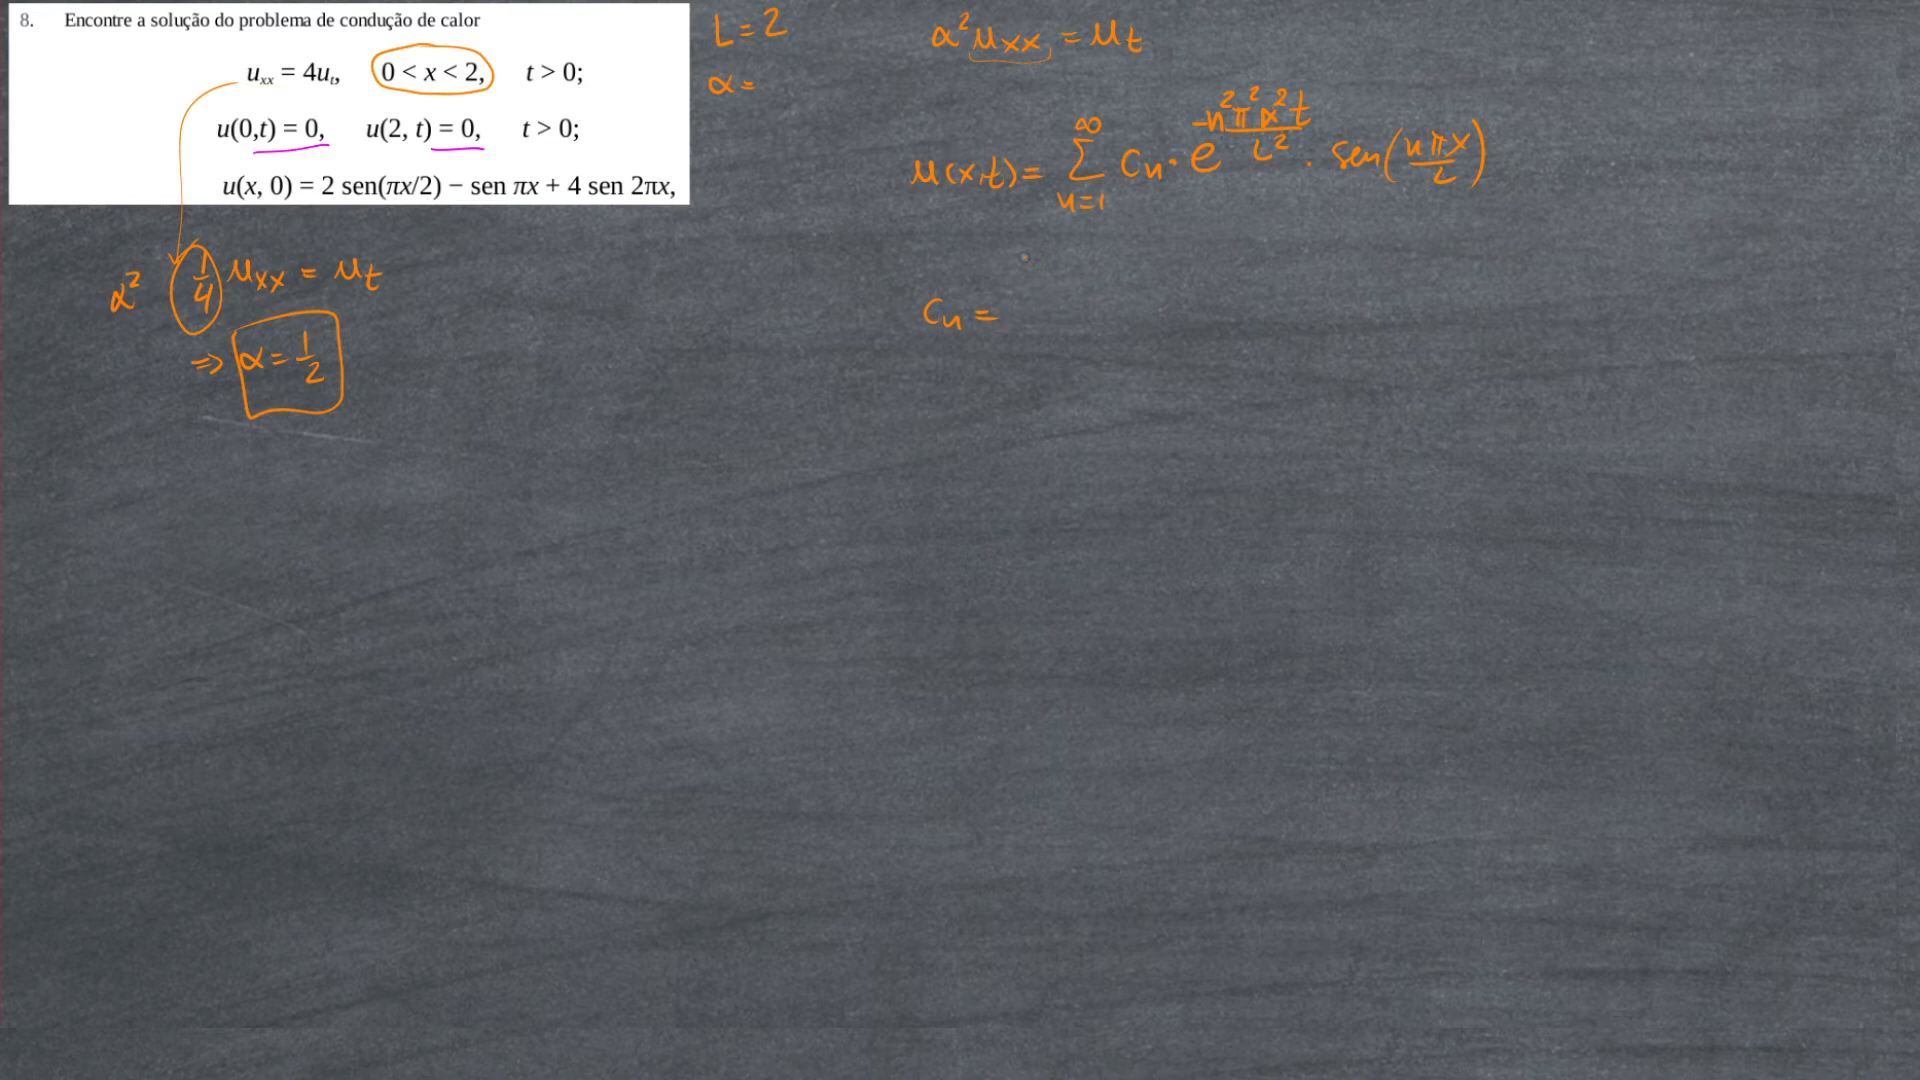 8. Encontre a solução do problema de condução de calor
uₓₓ = 4uₜ, 0 < x < 2, t > 0;
u(0,t) = 0, u(2, t) = 0, t > 0;
u(x, 0) = 2 sen(πx/2) − sen πx + 4 sen 2πx,
L = 2
α =
α² uₓₓ = uₜ
u(x,t) = ∑_{n=1}^{∞} cₙ · e^{-n²π²α²t/L²} · sen(nπx/L)
α² 1/4 uₓₓ = uₜ
⇒ α = 1/2
cₙ =